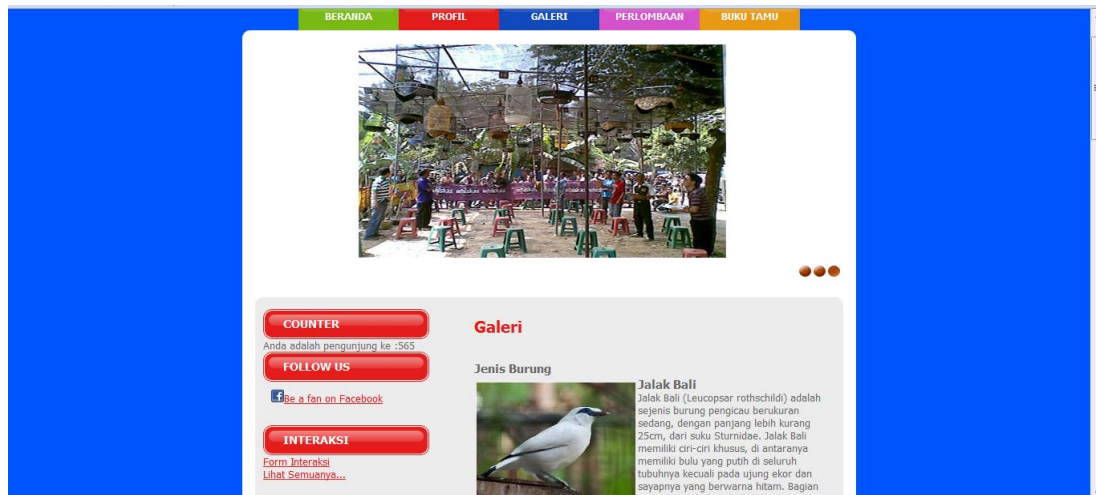 BERANDA
PROFIL
GALERI
PERLOMBAAN
BUKU TAMU
COUNTER
Anda adalah pengunjung ke :565
FOLLOW US
Be a fan on Facebook
INTERAKSI
Form Interaksi
Lihat Semuanya...
Galeri
Jenis Burung
Jalak Bali
Jalak Bali (Leucopsar rothschildi) adalah
sejenis burung pengicau berukuran
sedang, dengan panjang lebih kurang
25cm, dari suku Sturnidae. Jalak Bali
memiliki ciri-ciri khusus, di antaranya
memiliki bulu yang putih di seluruh
tubuhnya kecuali pada ujung ekor dan
sayapnya yang berwarna hitam. Bagian